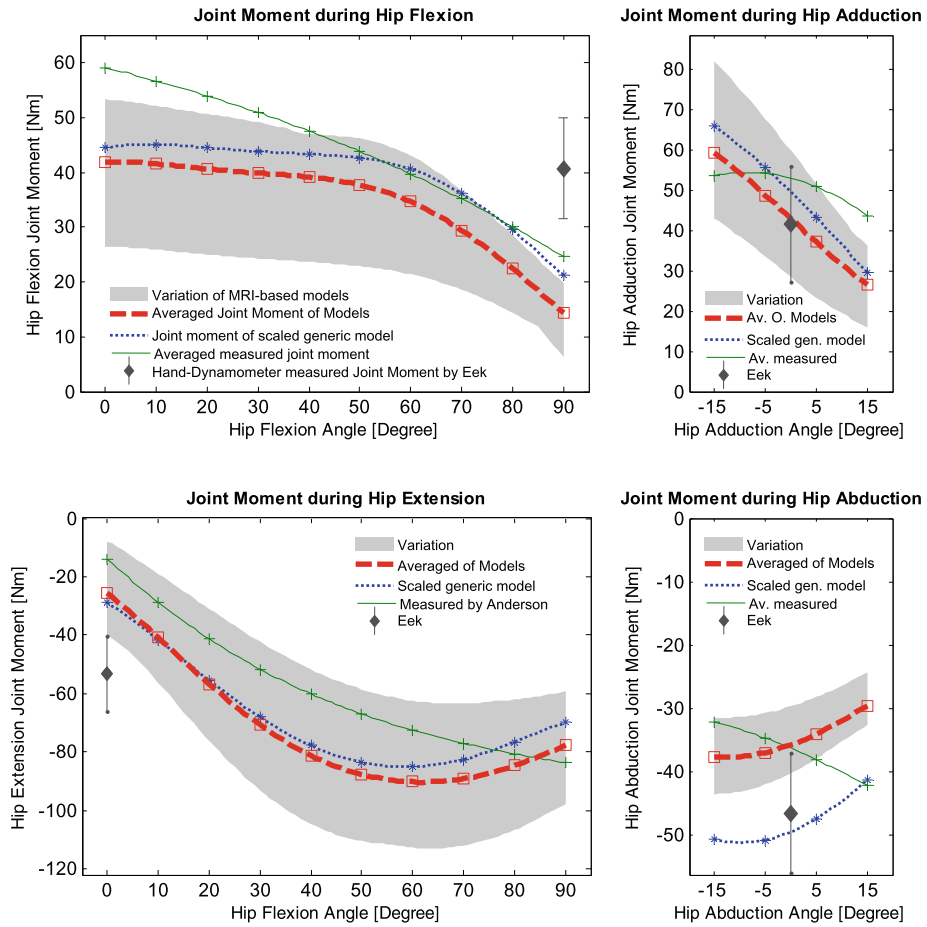 Joint Moment during Hip Flexion
Hip Flexion Joint Moment [Nm]
60
50
40
30
20
10
0
Variation of MRI-based models
Averaged Joint Moment of Models
Joint moment of scaled generic model
Averaged measured joint moment
Hand-Dynamometer measured Joint Moment by Eek
0 10 20 30 40 50 60 70 80 90
Hip Flexion Angle [Degree]
Joint Moment during Hip Adduction
Hip Adduction Joint Moment [Nm]
80
70
60
50
40
30
20
10
0
Variation
Av. O. Models
Scaled gen. model
Av. measured
Eek
-15 -5 5 15
Hip Adduction Angle [Degree]
Joint Moment during Hip Extension
Hip Extension Joint Moment [Nm]
0
-20
-40
-60
-80
-100
-120
Variation
Averaged of Models
Scaled generic model
Measured by Anderson
Eek
0 10 20 30 40 50 60 70 80 90
Hip Flexion Angle [Degree]
Joint Moment during Hip Abduction
Hip Abduction Joint Moment [Nm]
0
-10
-20
-30
-40
-50
Variation
Averaged of Models
Scaled gen. model
Av. measured
Eek
-15 -5 5 15
Hip Abduction Angle [Degree]